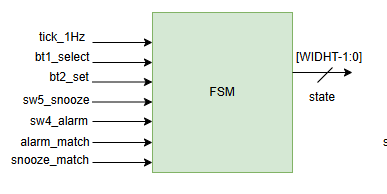 tick_1Hz
bt1_select
bt2_set
sw5_snooze
sw4_alarm
alarm_match
snooze_match
FSM
[WIDHT-1:0]
state
s